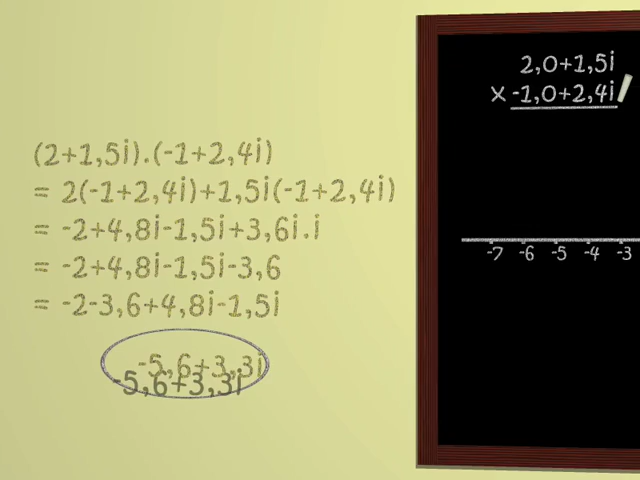 (2+1,5i).(-1+2,4i)
= 2(-1+2,4i)+1,5i(-1+2,4i)
= -2+4,8i-1,5i+3,6i.i
= -2+4,8i-1,5i-3,6
= -2-3,6+4,8i-1,5i
-5,6+3,3i
-5,6+3,3i
2,0+1,5i
× -1,0+2,4i
-7 -6 -5 -4 -3